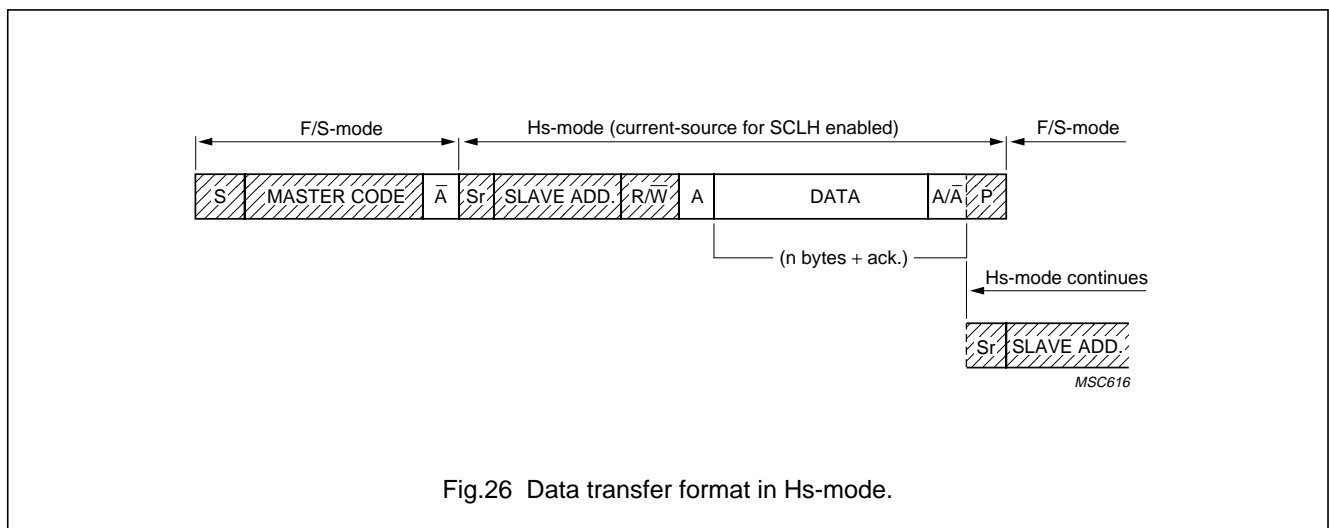 F/S-mode Hs-mode (current-source for SCLH enabled) F/S-mode
S MASTER CODE A̅ Sr SLAVE ADD. R/W̅ A DATA A/A̅ P
(n bytes + ack.)
Hs-mode continues
Sr SLAVE ADD.
MSC616
Fig.26 Data transfer format in Hs-mode.